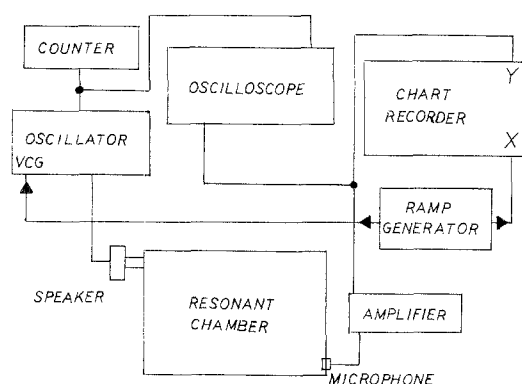 COUNTER
OSCILLOSCOPE
Y
CHART
RECORDER
X
OSCILLATOR
VCG
RAMP
GENERATOR
SPEAKER
RESONANT
CHAMBER
AMPLIFIER
MICROPHONE